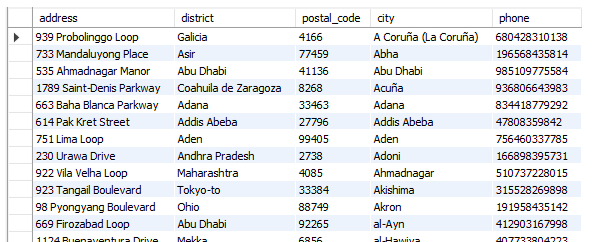 address district postal_code city phone
939 Probolinggo Loop Galicia 4166 A Coruña (La Coruña) 680428310138
733 Mandaluyong Place Asir 77459 Abha 196568435814
535 Ahmadnagar Manor Abu Dhabi 41136 Abu Dhabi 985109775584
1789 Saint-Denis Parkway Coahuila de Zaragoza 8268 Acuña 936806643983
663 Baha Blanca Parkway Adana 33463 Adana 834418779292
614 Pak Kret Street Addis Abeba 27796 Addis Abeba 47808359842
751 Lima Loop Aden 99405 Aden 756460337785
230 Urawa Drive Andhra Pradesh 2738 Adoni 166898395731
922 Vila Velha Loop Maharashtra 4085 Ahmadnagar 510737228015
923 Tangail Boulevard Tokyo-to 33384 Akishima 315528269898
98 Pyongyang Boulevard Ohio 88749 Akron 191958435142
669 Firozabad Loop Abu Dhabi 92265 al-Ayn 412903167998
1124 Buenaventura Drive Mekka 6856 al-Hawiya 407733804223